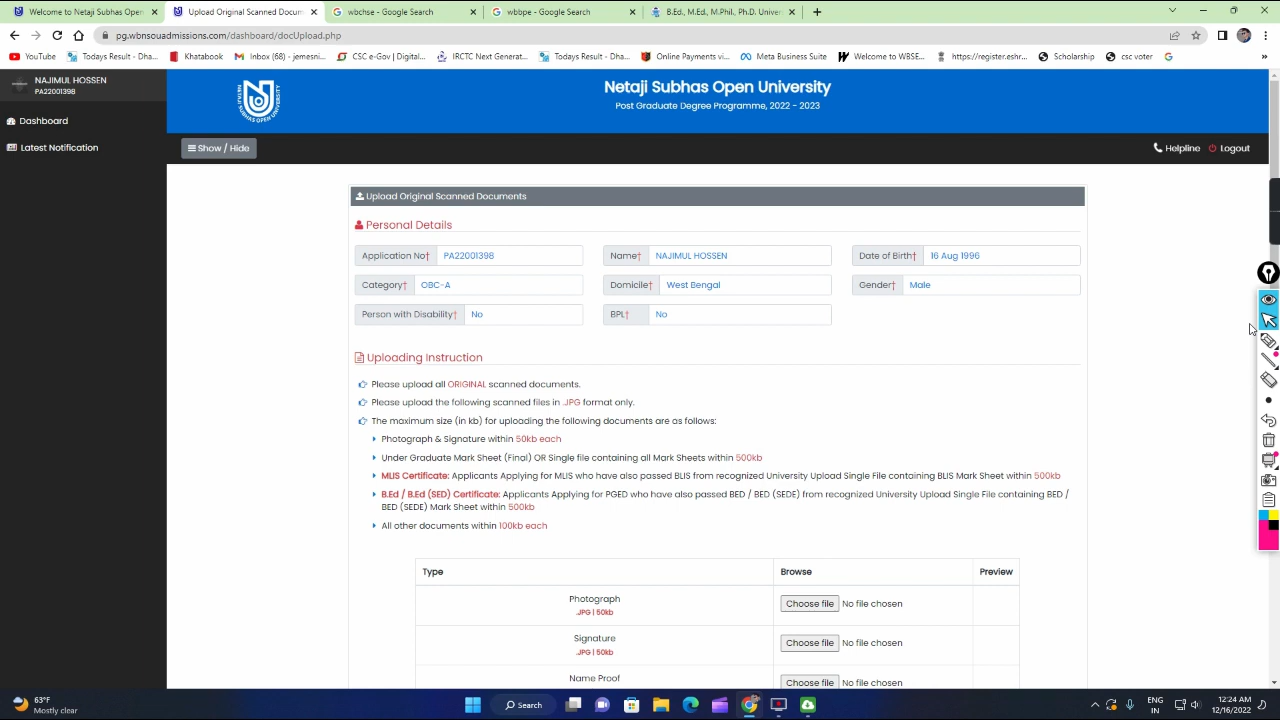 Welcome to Netaji Subhas Open
Upload Original Scanned Docum
wbchse - Google Search
wbbpe - Google Search
B.Ed., M.Ed., M.Phil., Ph.D. Univer
pg.wbnsouadmissions.com/dashboard/docUpload.php
YouTube
Todays Result - Dha...
Khatabook
Inbox (68) - jemesni...
CSC e-Gov | Digital...
IRCTC Next Generat...
Todays Result - Dha...
Online Payments vi...
Meta Business Suite
Welcome to WBSE...
https://register.eshr...
Scholarship
csc voter
NAJIMUL HOSSEN
PA22001398
Dashboard
Latest Notification
NETAJI SUBHAS OPEN UNIVERSITY
Netaji Subhas Open University
Post Graduate Degree Programme, 2022 - 2023
Show / Hide
Helpline
Logout
Upload Original Scanned Documents
Personal Details
Application No† PA22001398
Name† NAJIMUL HOSSEN
Date of Birth† 16 Aug 1996
Category† OBC-A
Domicile† West Bengal
Gender† Male
Person with Disability† No
BPL† No
Uploading Instruction
Please upload all ORIGINAL scanned documents.
Please upload the following scanned files in .JPG format only.
The maximum size (in kb) for uploading the following documents are as follows:
Photograph & Signature within 50kb each
Under Graduate Mark Sheet (Final) OR Single file containing all Mark Sheets within 500kb
MLIS Certificate: Applicants Applying for MLIS who have also passed BLIS from recognized University Upload Single File containing BLIS Mark Sheet within 500kb
B.Ed / B.Ed (SED) Certificate: Applicants Applying for PGED who have also passed BED / BED (SEDE) from recognized University Upload Single File containing BED /
BED (SEDE) Mark Sheet within 500kb
All other documents within 100kb each
Type Browse Preview
Photograph
.JPG | 50kb
Choose file No file chosen
Signature
.JPG | 50kb
Choose file No file chosen
Name Proof
Choose file No file chosen
63°F
Mostly clear
Search
ENG
IN
12:24 AM
12/16/2022